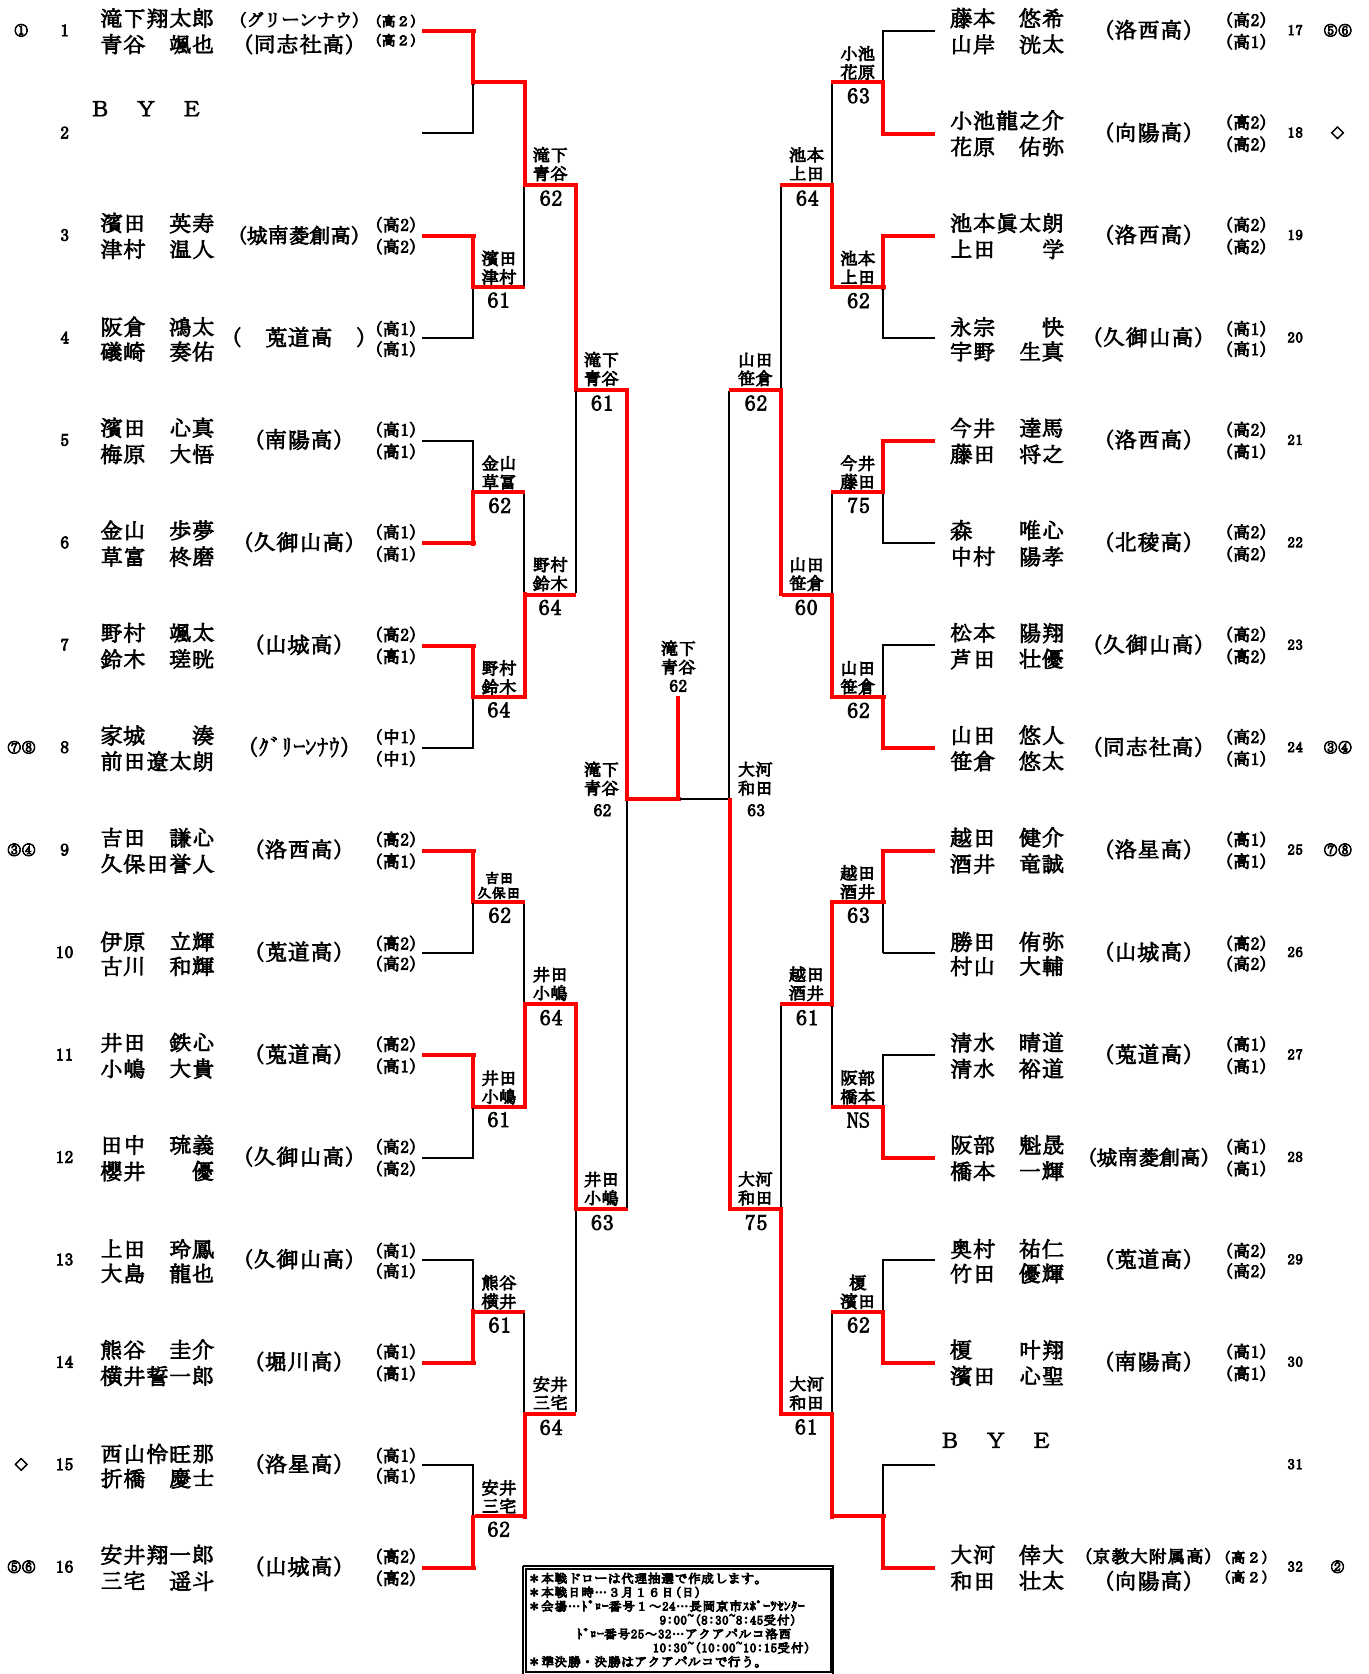 ① 1 滝下翔太郎 (グリーンナウ) (高2)
青谷 颯也 (同志社高) (高2)
2 B Y E
3 濱田 英寿 (城南菱創高) (高2)
津村 温人 (高2)
4 阪倉 鴻太 ( 莵道高 ) (高1)
礒崎 奏佑 (高1)
5 濱田 心真 (南陽高) (高1)
梅原 大悟 (高1)
6 金山 歩夢 (久御山高) (高1)
草冨 柊磨 (高1)
7 野村 颯太 (山城高) (高2)
鈴木 瑳晄 (高1)
⑦⑧ 8 家城 湊 (グリーンナウ) (中1)
前田遼太朗 (中1)
③④ 9 吉田 謙心 (洛西高) (高2)
久保田誉人 (高1)
10 伊原 立輝 (莵道高) (高2)
古川 和輝 (高2)
11 井田 鉄心 (莵道高) (高2)
小嶋 大貴 (高1)
12 田中 琉義 (久御山高) (高2)
櫻井 優 (高2)
13 上田 玲鳳 (久御山高) (高1)
大島 龍也 (高1)
14 熊谷 圭介 (堀川高) (高1)
横井誓一郎 (高1)
◇ 15 西山怜旺那 (洛星高) (高1)
折橋 慶士 (高1)
⑤⑥ 16 安井翔一郎 (山城高) (高2)
三宅 遥斗 (高2)
濱田
津村
61
金山
草冨
62
野村
鈴木
64
吉田
久保田
62
井田
小嶋
61
熊谷
横井
61
安井
三宅
62
滝下
青谷
62
野村
鈴木
64
井田
小嶋
64
安井
三宅
64
滝下
青谷
61
井田
小嶋
63
滝下
青谷
62
滝下
青谷
62
大河
和田
63
山田
笹倉
62
大河
和田
75
池本
上田
64
山田
笹倉
60
越田
酒井
61
大河
和田
61
小池
花原
63
池本
上田
62
今井
藤田
75
山田
笹倉
62
越田
酒井
63
阪部
橋本
NS
榎
濱田
62
藤本 悠希 (洛西高) (高2) 17 ⑤⑥
山岸 洸太 (高1)
小池龍之介 (向陽高) (高2) 18 ◇
花原 佑弥 (高2)
池本眞太朗 (洛西高) (高2) 19
上田 学 (高2)
永宗 快 (久御山高) (高1) 20
宇野 生真 (高1)
今井 達馬 (洛西高) (高2) 21
藤田 将之 (高1)
森 唯心 (北稜高) (高2) 22
中村 陽孝 (高2)
松本 陽翔 (久御山高) (高2) 23
芦田 壮優 (高2)
山田 悠人 (同志社高) (高2) 24 ③④
笹倉 悠太 (高1)
越田 健介 (洛星高) (高1) 25 ⑦⑧
酒井 竜誠 (高1)
勝田 侑弥 (山城高) (高2) 26
村山 大輔 (高2)
清水 晴道 (莵道高) (高1) 27
清水 裕道 (高1)
阪部 魁晟 (城南菱創高) (高1) 28
橋本 一輝 (高1)
奥村 祐仁 (莵道高) (高2) 29
竹田 優輝 (高2)
榎 叶翔 (南陽高) (高1) 30
濱田 心聖 (高1)
B Y E 31
大河 倖大 (京教大附属高) (高2) 32 ②
和田 壮太 (向陽高) (高2)
＊本戦ドローは代理抽選で作成します。
＊本戦日時…3月16日(日)
＊会場…ﾄﾞﾛｰ番号1～24…長岡京市ｽﾎﾟｰﾂｾﾝﾀｰ
9:00~(8:30~8:45受付)
ﾄﾞﾛｰ番号25～32…アクアパルコ洛西
10:30~(10:00~10:15受付)
＊準決勝・決勝はアクアパルコで行う。